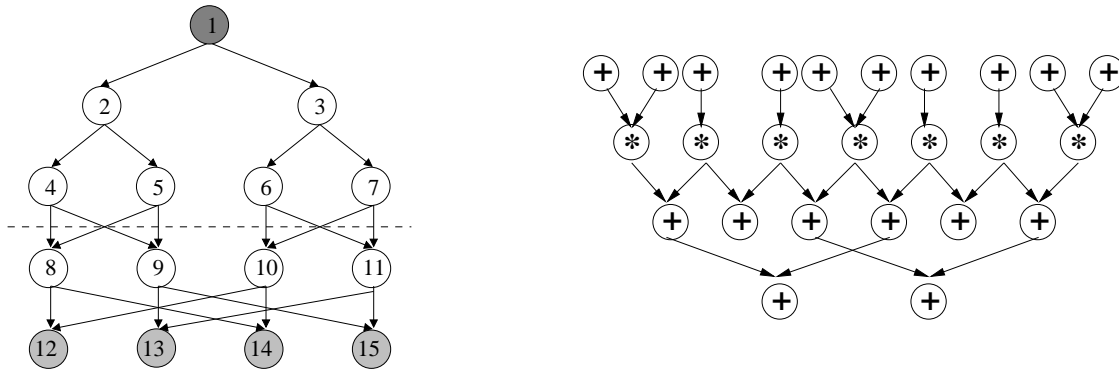 1
2 3
4 5 6 7
8 9 10 11
12 13 14 15
+ + + + + + + + + +
* * * * * * *
+ + + + + +
+ +